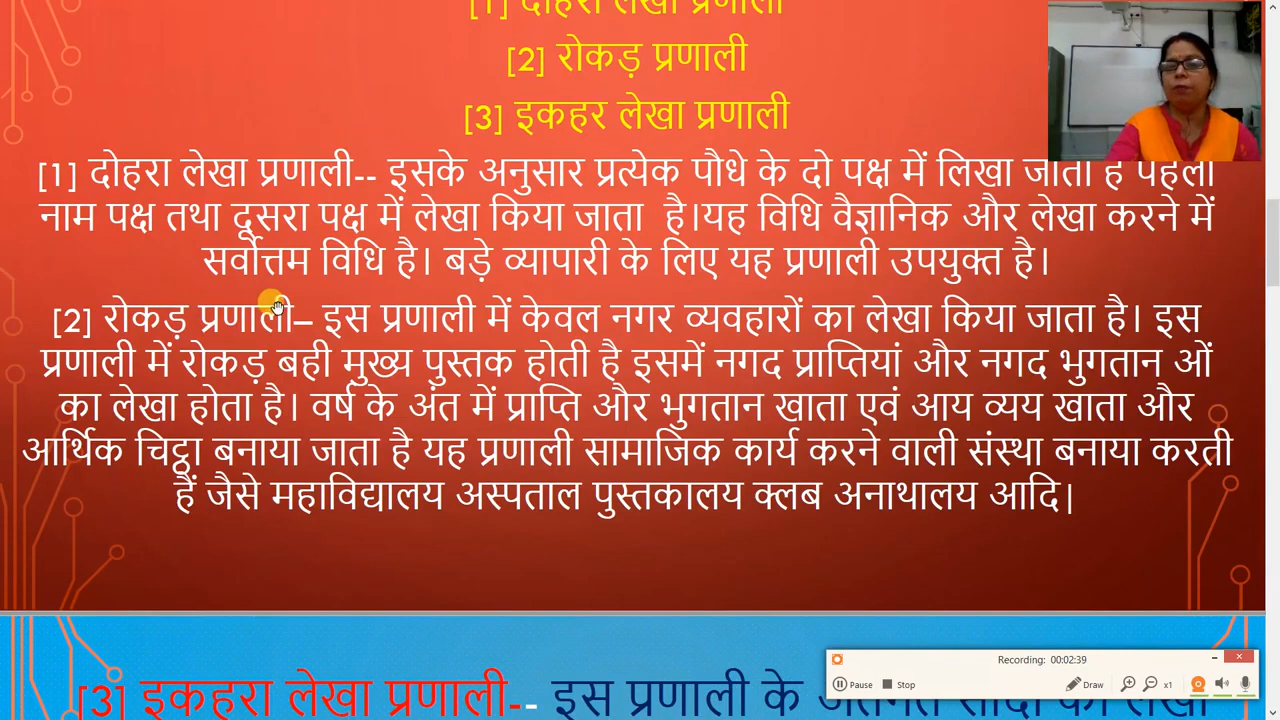 [1] दोहरा लेखा प्रणाली
[2] रोकड़ प्रणाली
[3] इकहर लेखा प्रणाली
[1] दोहरा लेखा प्रणाली-- इसके अनुसार प्रत्येक पौधे के दो पक्ष में लिखा जाता है पहला
नाम पक्ष तथा दूसरा पक्ष में लेखा किया जाता है।यह विधि वैज्ञानिक और लेखा करने में
सर्वोत्तम विधि है। बड़े व्यापारी के लिए यह प्रणाली उपयुक्त है।
[2] रोकड़ प्रणाली– इस प्रणाली में केवल नगर व्यवहारों का लेखा किया जाता है। इस
प्रणाली में रोकड़ बही मुख्य पुस्तक होती है इसमें नगद प्राप्तियां और नगद भुगतान ओं
का लेखा होता है। वर्ष के अंत में प्राप्ति और भुगतान खाता एवं आय व्यय खाता और
आर्थिक चिट्ठा बनाया जाता है यह प्रणाली सामाजिक कार्य करने वाली संस्था बनाया करती
हैं जैसे महाविद्यालय अस्पताल पुस्तकालय क्लब अनाथालय आदि|
[3] इकहरा लेखा प्रणाली-- इस प्रणाली के
Recording: 00:02:39
Pause Stop Draw x1